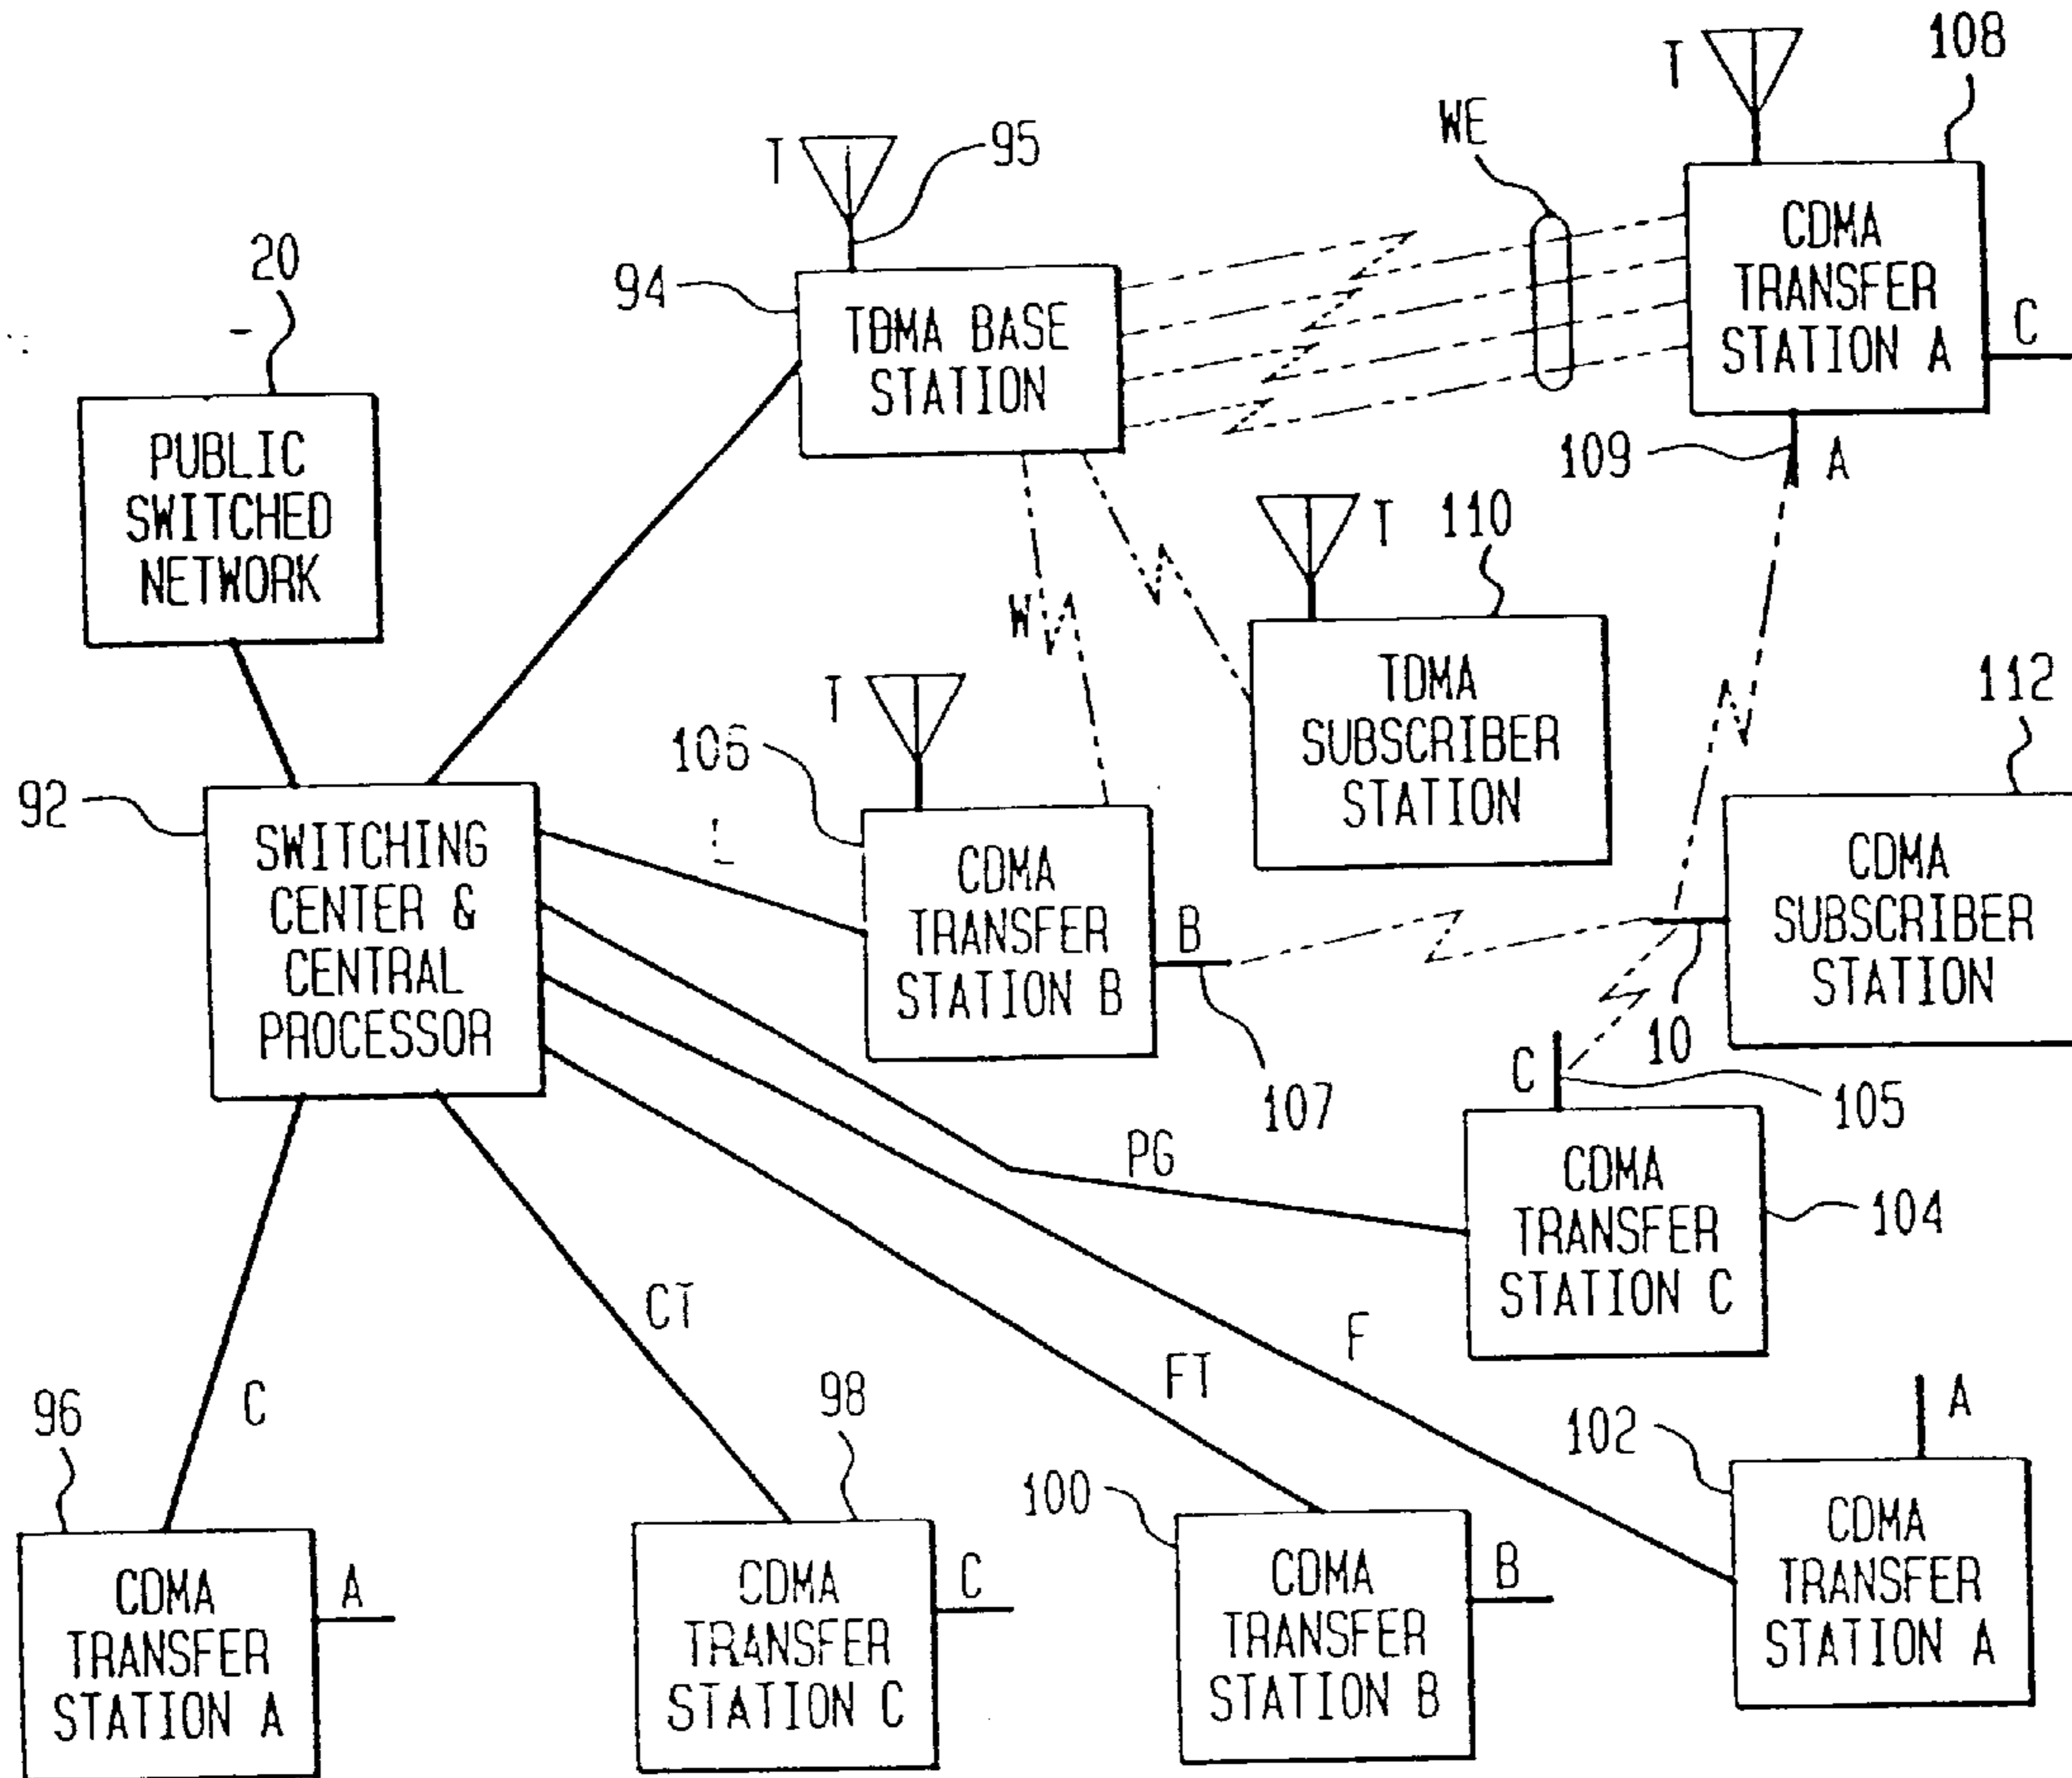 T
108
T
95
WE
20
94
CDMA
TRANSFER
STATION A
C
TDMA BASE
STATION
PUBLIC
SWITCHED
NETWORK
109
A
T
110
W
TDMA
SUBSCRIBER
STATION
112
T
106
92
L
SWITCHING
CENTER &
CENTRAL
PROCESSOR
CDMA
TRANSFER
STATION B
B
CDMA
SUBSCRIBER
STATION
10
107
C
105
PG
CDMA
TRANSFER
STATION C
104
CT
F
FT
C
96
98
A
102
100
CDMA
TRANSFER
STATION A
A
CDMA
TRANSFER
STATION C
C
CDMA
TRANSFER
STATION B
B
CDMA
TRANSFER
STATION A